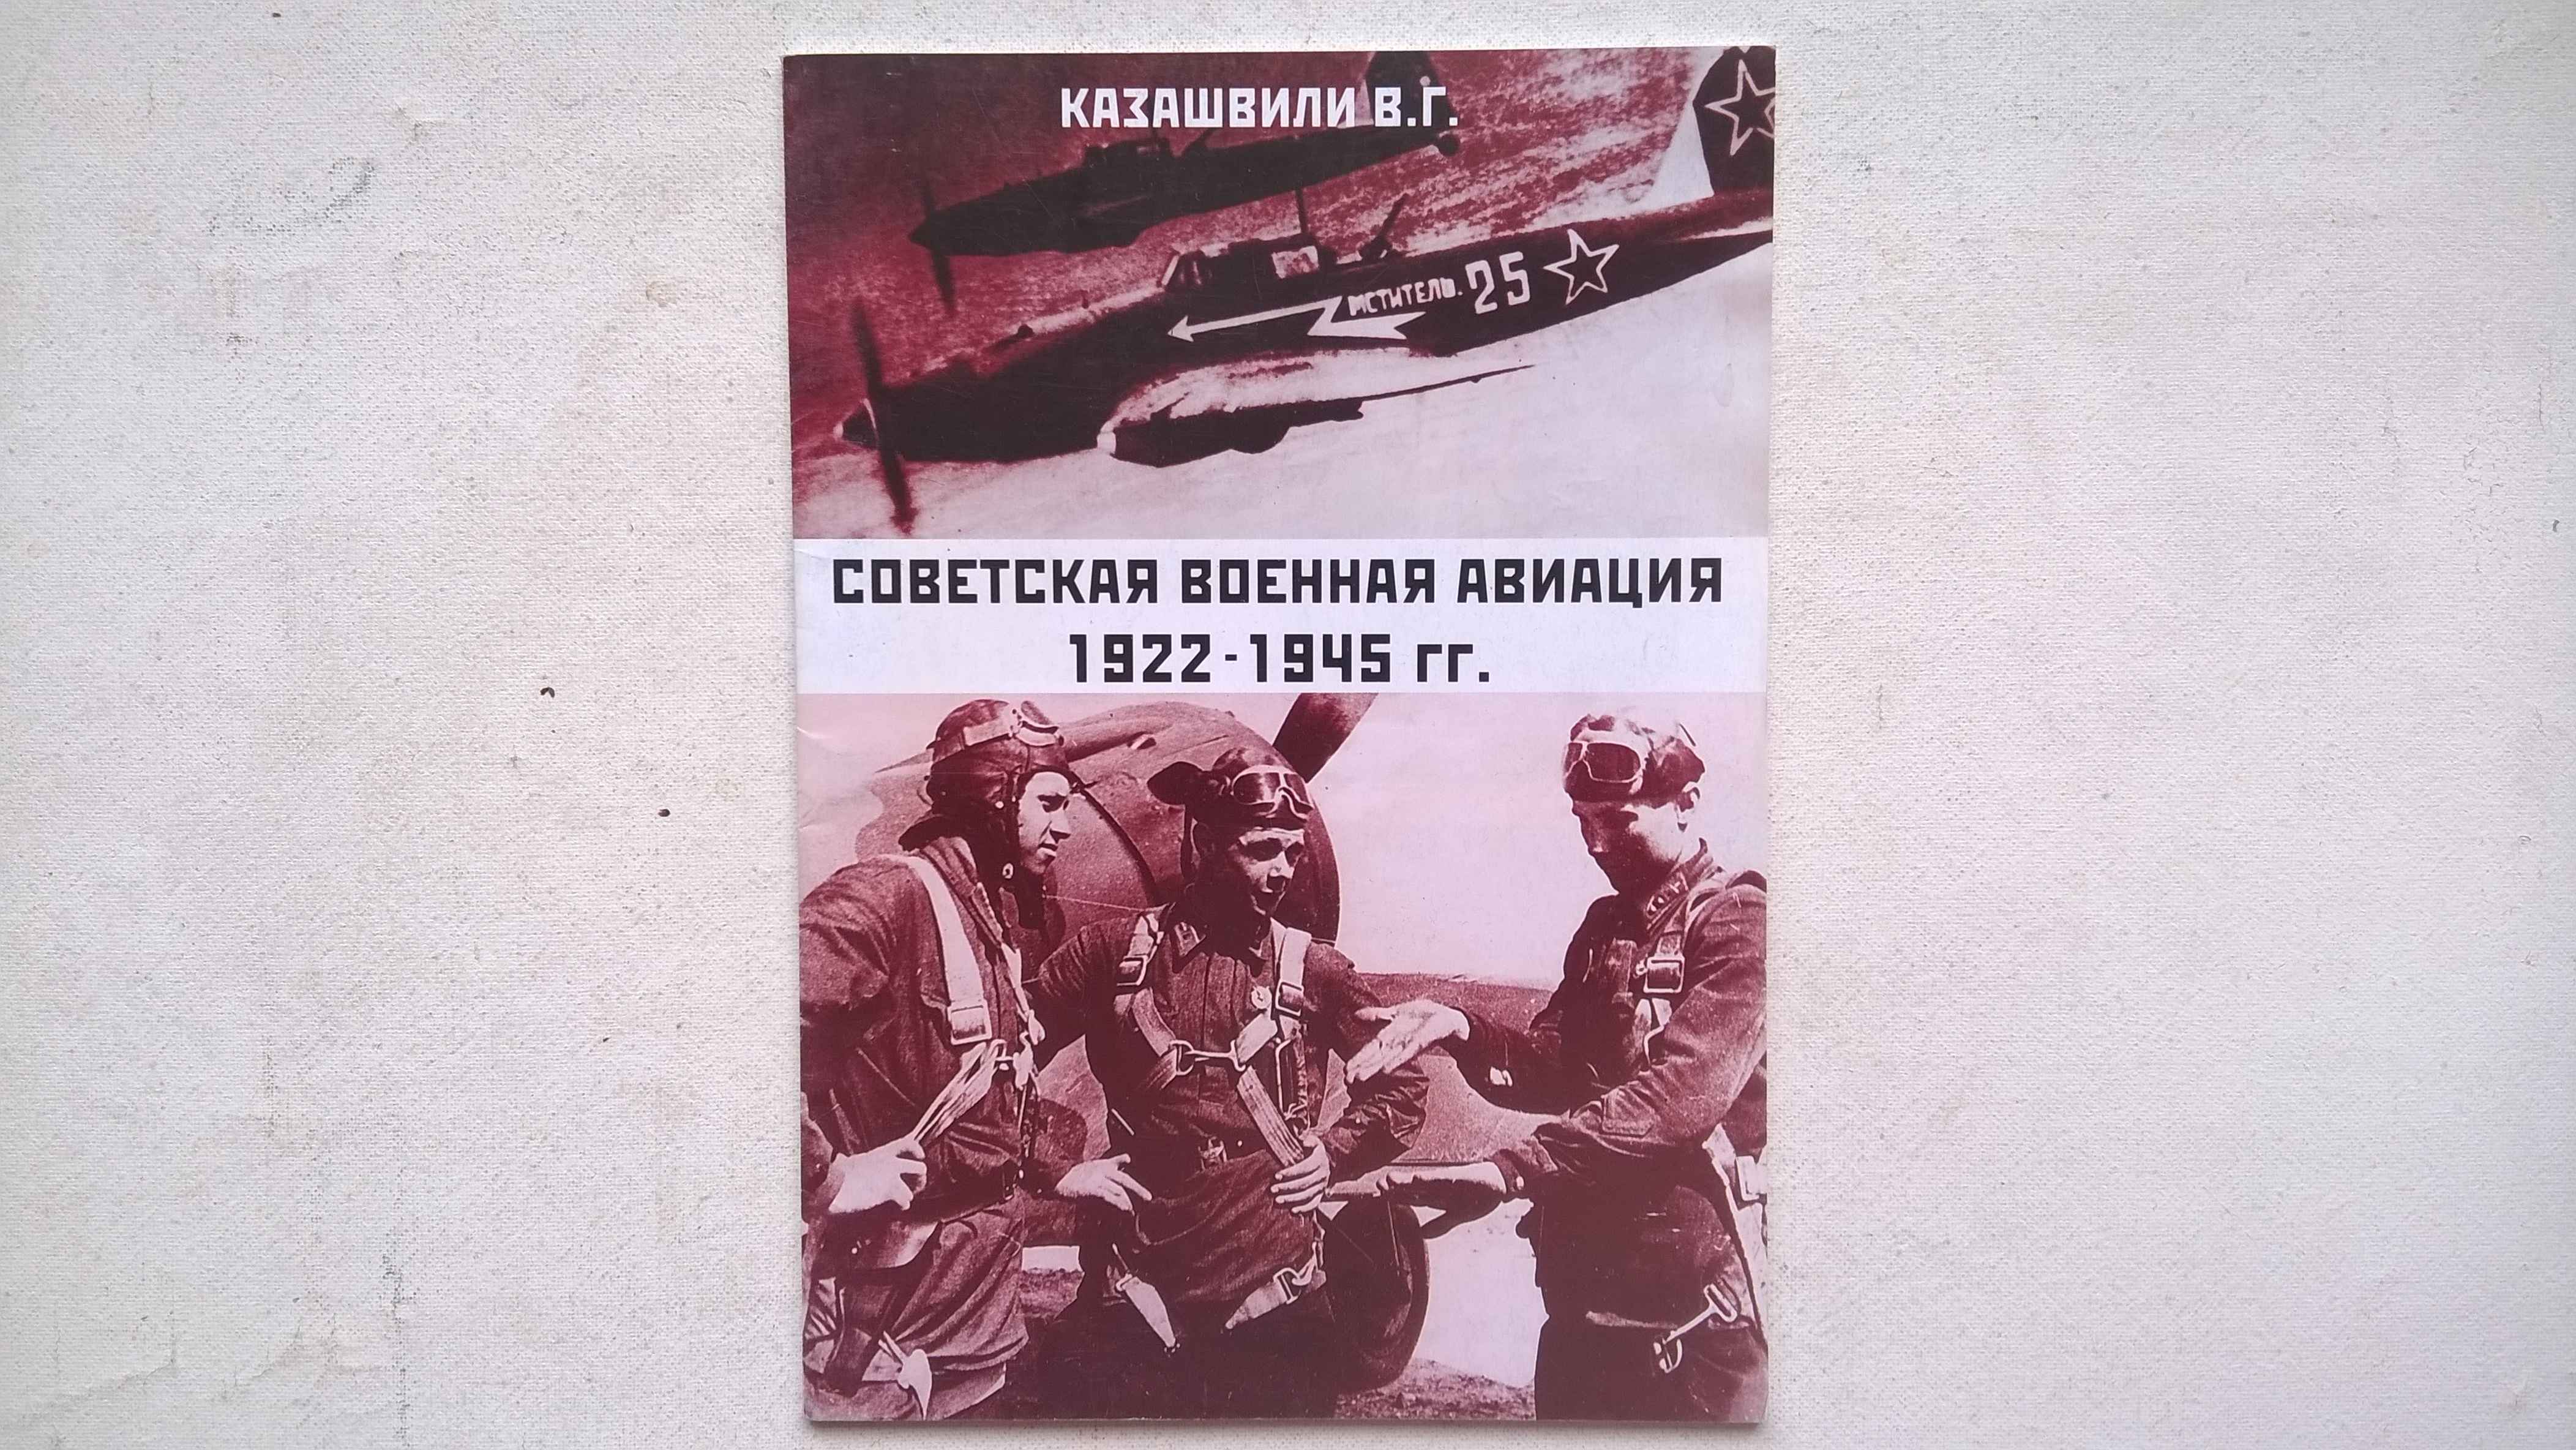 КАЗАШВИЛИ В.Г.
МСТИТЕЛЬ. 25
СОВЕТСКАЯ ВОЕННАЯ АВИАЦИЯ
1922-1945 гг.